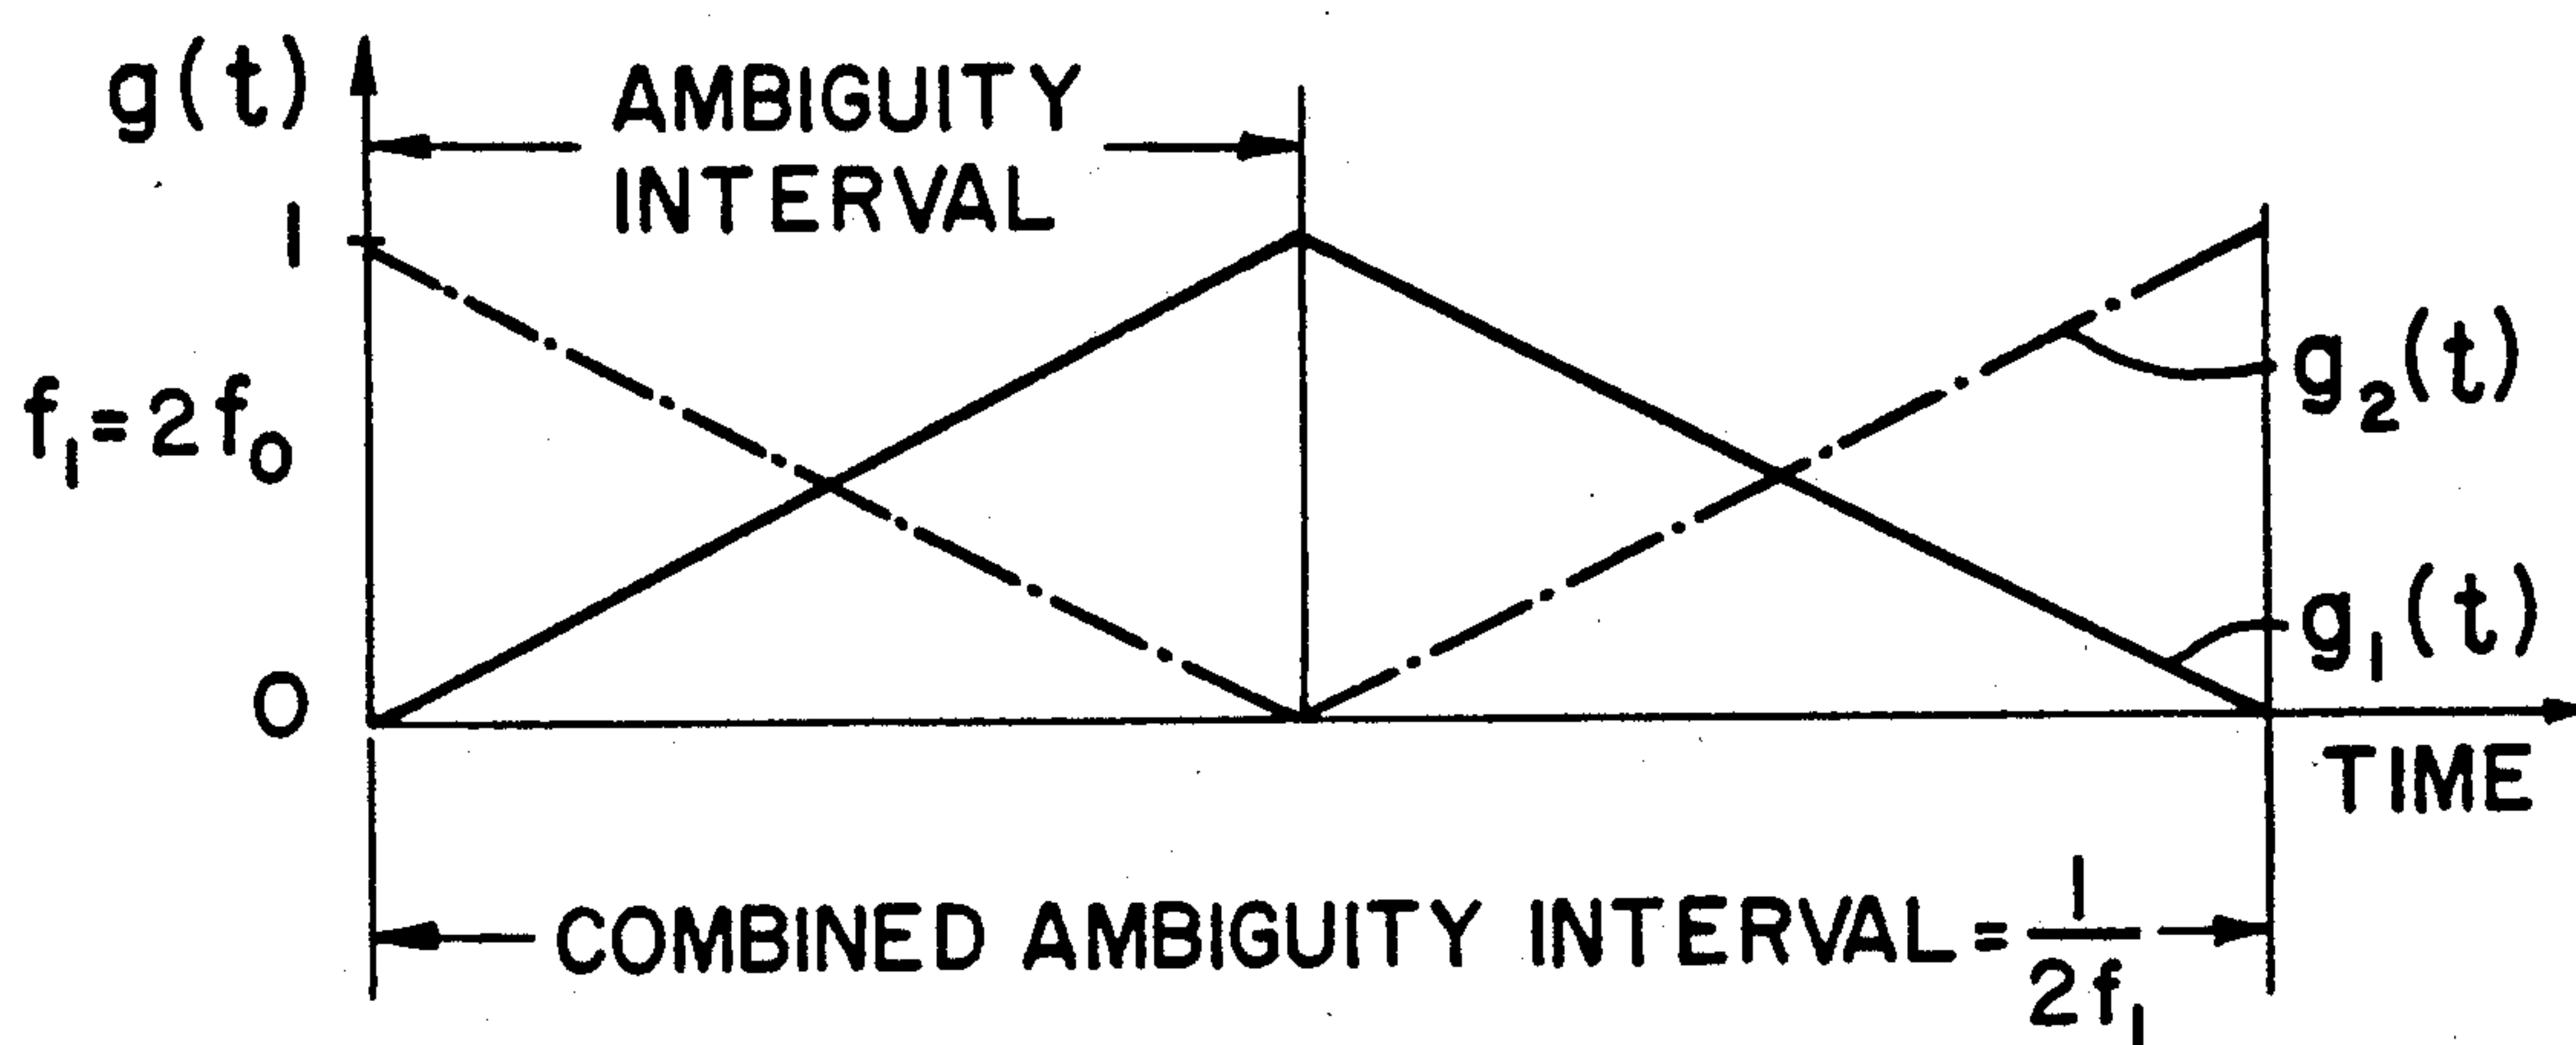 g(t)
AMBIGUITY
INTERVAL
1
f₁=2f₀
g₂(t)
g₁(t)
0
TIME
COMBINED AMBIGUITY INTERVAL = 1/2f₁